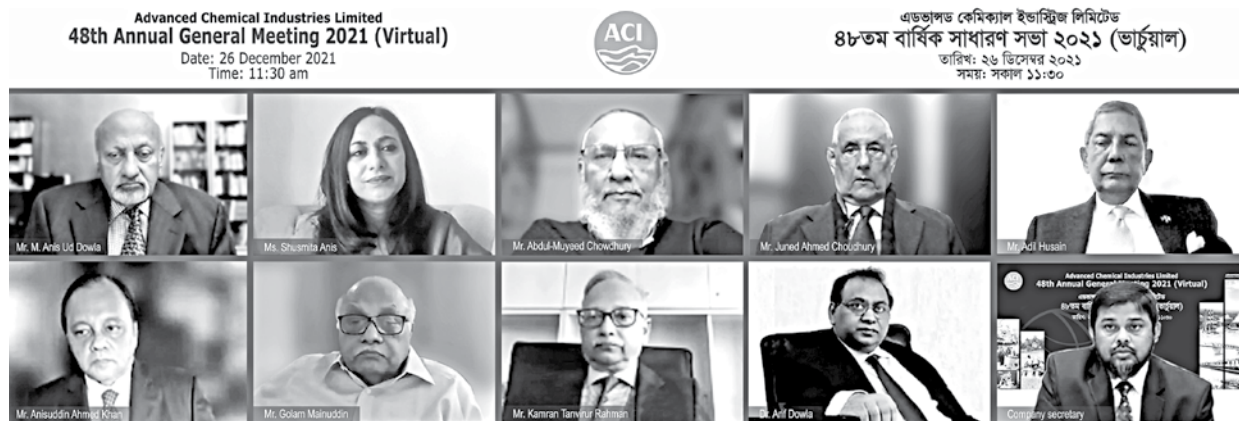 Advanced Chemical Industries Limited
48th Annual General Meeting 2021 (Virtual)
Date: 26 December 2021
Time: 11:30 am
ACI
এডভান্সড কেমিক্যাল ইন্ডাস্ট্রিজ লিমিটেড
৪৮তম বার্ষিক সাধারণ সভা ২০২১ (ভার্চুয়াল)
তারিখ: ২৬ ডিসেম্বর ২০২১
সময়: সকাল ১১:৩০
Mr. M. Anis Ud Dowla
Ms. Shusmita Anis
Mr. Abdul-Muyeed Chowdhury
Mr. Juned Ahmed Choudhury
Mr. Adil Husain
Mr. Anisuddin Ahmed Khan
Mr. Golam Mainuddin
Mr. Kamran Tanvirur Rahman
Dr. Arif Dowla
Advanced Chemical Industries Limited
48th Annual General Meeting 2021 (Virtual)
Company secretary